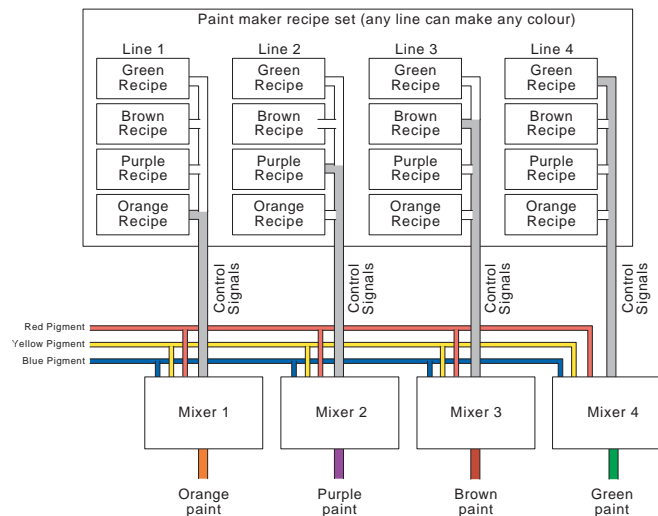 Paint maker recipe set (any line can make any colour)
Line 1
Line 2
Line 3
Line 4
Green
Recipe
Green
Recipe
Green
Recipe
Green
Recipe
Brown
Recipe
Brown
Recipe
Brown
Recipe
Brown
Recipe
Purple
Recipe
Purple
Recipe
Purple
Recipe
Purple
Recipe
Orange
Recipe
Orange
Recipe
Orange
Recipe
Orange
Recipe
Control
Signals
Control
Signals
Control
Signals
Control
Signals
Red Pigment
Yellow Pigment
Blue Pigment
Mixer 1
Mixer 2
Mixer 3
Mixer 4
Orange
paint
Purple
paint
Brown
paint
Green
paint